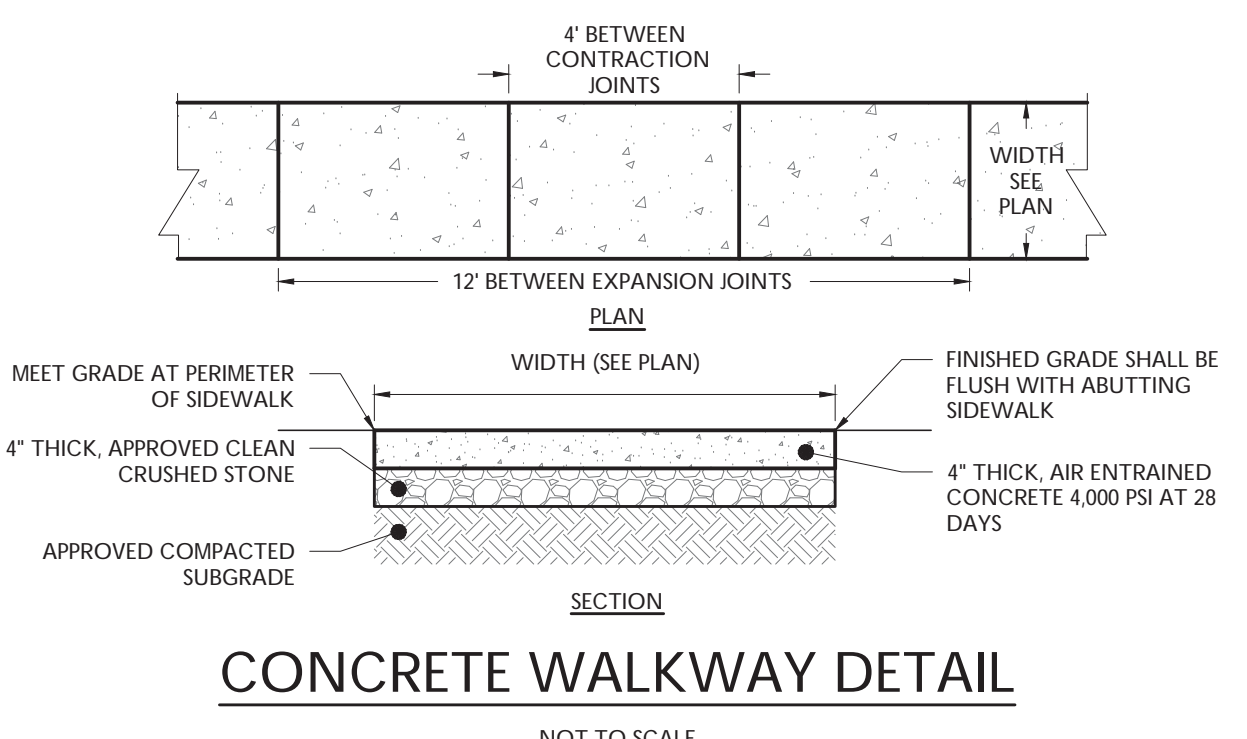 4' BETWEEN
CONTRACTION
JOINTS
WIDTH
SEE
PLAN
12' BETWEEN EXPANSION JOINTS
PLAN
WIDTH (SEE PLAN)
MEET GRADE AT PERIMETER
OF SIDEWALK
FINISHED GRADE SHALL BE
FLUSH WITH ABUTTING
SIDEWALK
4" THICK, APPROVED CLEAN
CRUSHED STONE
4" THICK, AIR ENTRAINED
CONCRETE 4,000 PSI AT 28
DAYS
APPROVED COMPACTED
SUBGRADE
SECTION
CONCRETE WALKWAY DETAIL
NOT TO SCALE